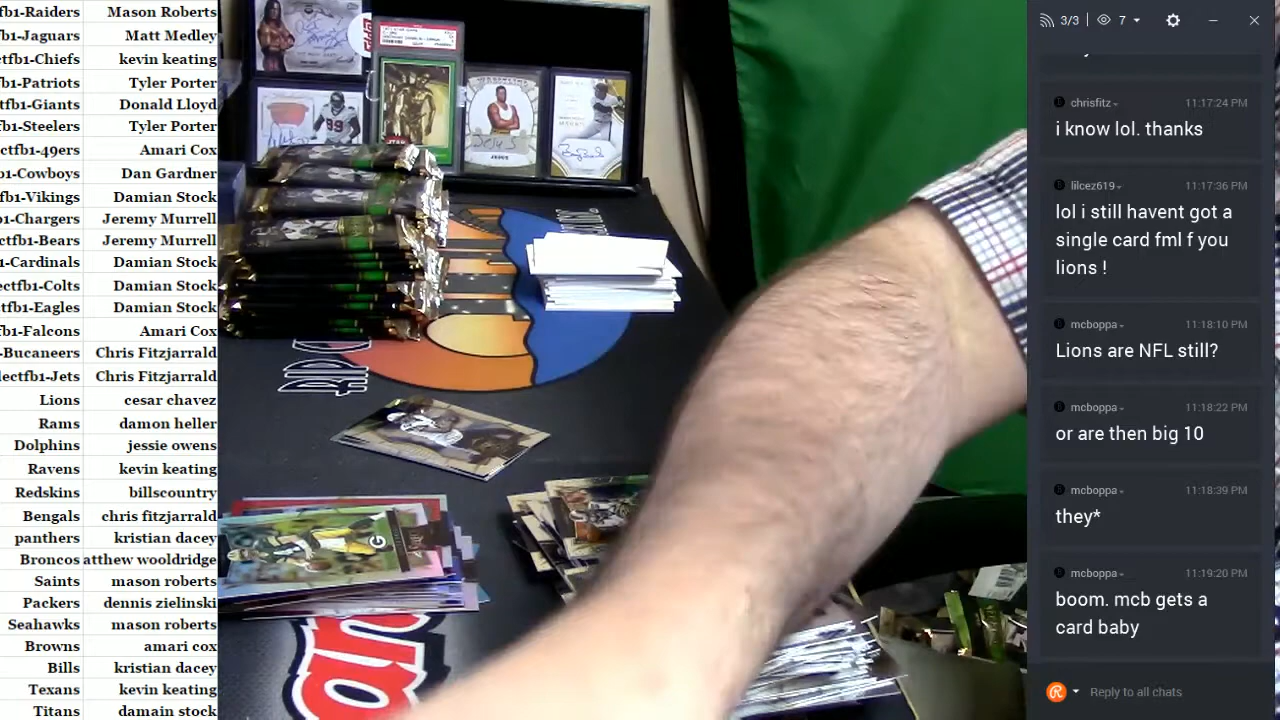 fb1-Raiders Mason Roberts
fb1-Jaguars Matt Medley
ctfb1-Chiefs kevin keating
fb1-Patriots Tyler Porter
ctfb1-Giants Donald Lloyd
fb1-Steelers Tyler Porter
ctfb1-49ers Amari Cox
b1-Cowboys Dan Gardner
fb1-Vikings Damian Stock
1-Chargers Jeremy Murrell
ctfb1-Bears Jeremy Murrell
1-Cardinals Damian Stock
ectfb1-Colts Damian Stock
tfb1-Eagles Damian Stock
fb1-Falcons Amari Cox
-Bucaneers Chris Fitzjarrald
lectfb1-Jets Chris Fitzjarrald
Lions cesar chavez
Rams damon heller
Dolphins jessie owens
Ravens kevin keating
Redskins billscountry
Bengals chris fitzjarrald
panthers kristian dacey
Broncos atthew wooldridge
Saints mason roberts
Packers dennis zielinski
Seahawks mason roberts
Browns amari cox
Bills kristian dacey
Texans kevin keating
Titans damain stock
RIP
3/3 7
chrisfitz 11:17:24 PM
i know lol. thanks
lilcez619 11:17:36 PM
lol i still havent got a
single card fml f you
lions !
mcboppa 11:18:10 PM
Lions are NFL still?
mcboppa 11:18:22 PM
or are then big 10
mcboppa 11:18:39 PM
they*
mcboppa 11:19:20 PM
boom. mcb gets a
card baby
Reply to all chats